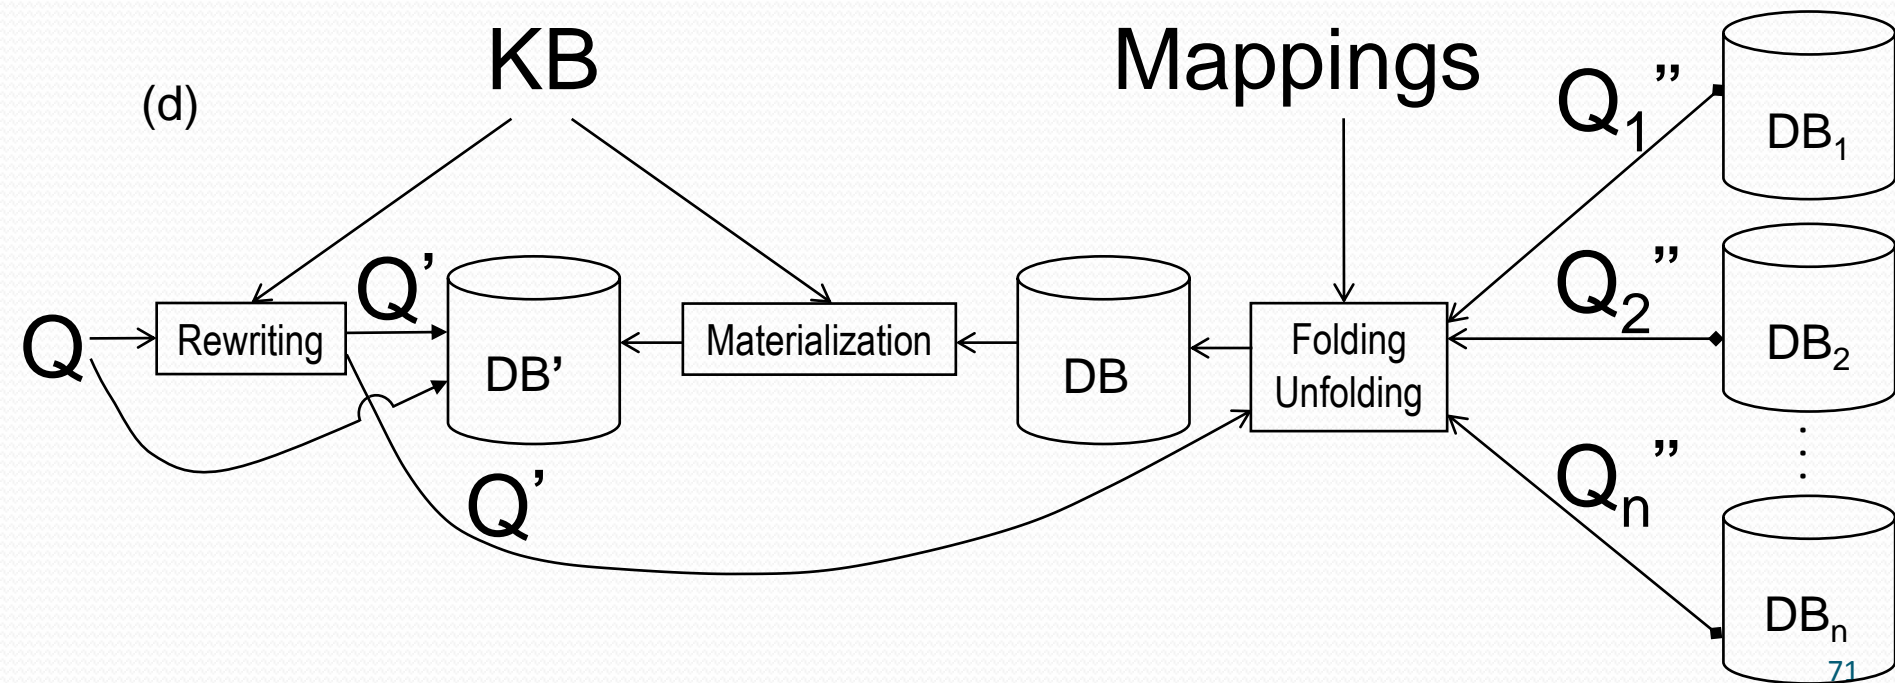 KB
Mappings
(d)
Q₁”
DB₁
Q
Rewriting
Q’
DB’
Materialization
DB
Folding
Unfolding
Q₂”
DB₂
⋮
Q’
Qₙ”
DBₙ
71